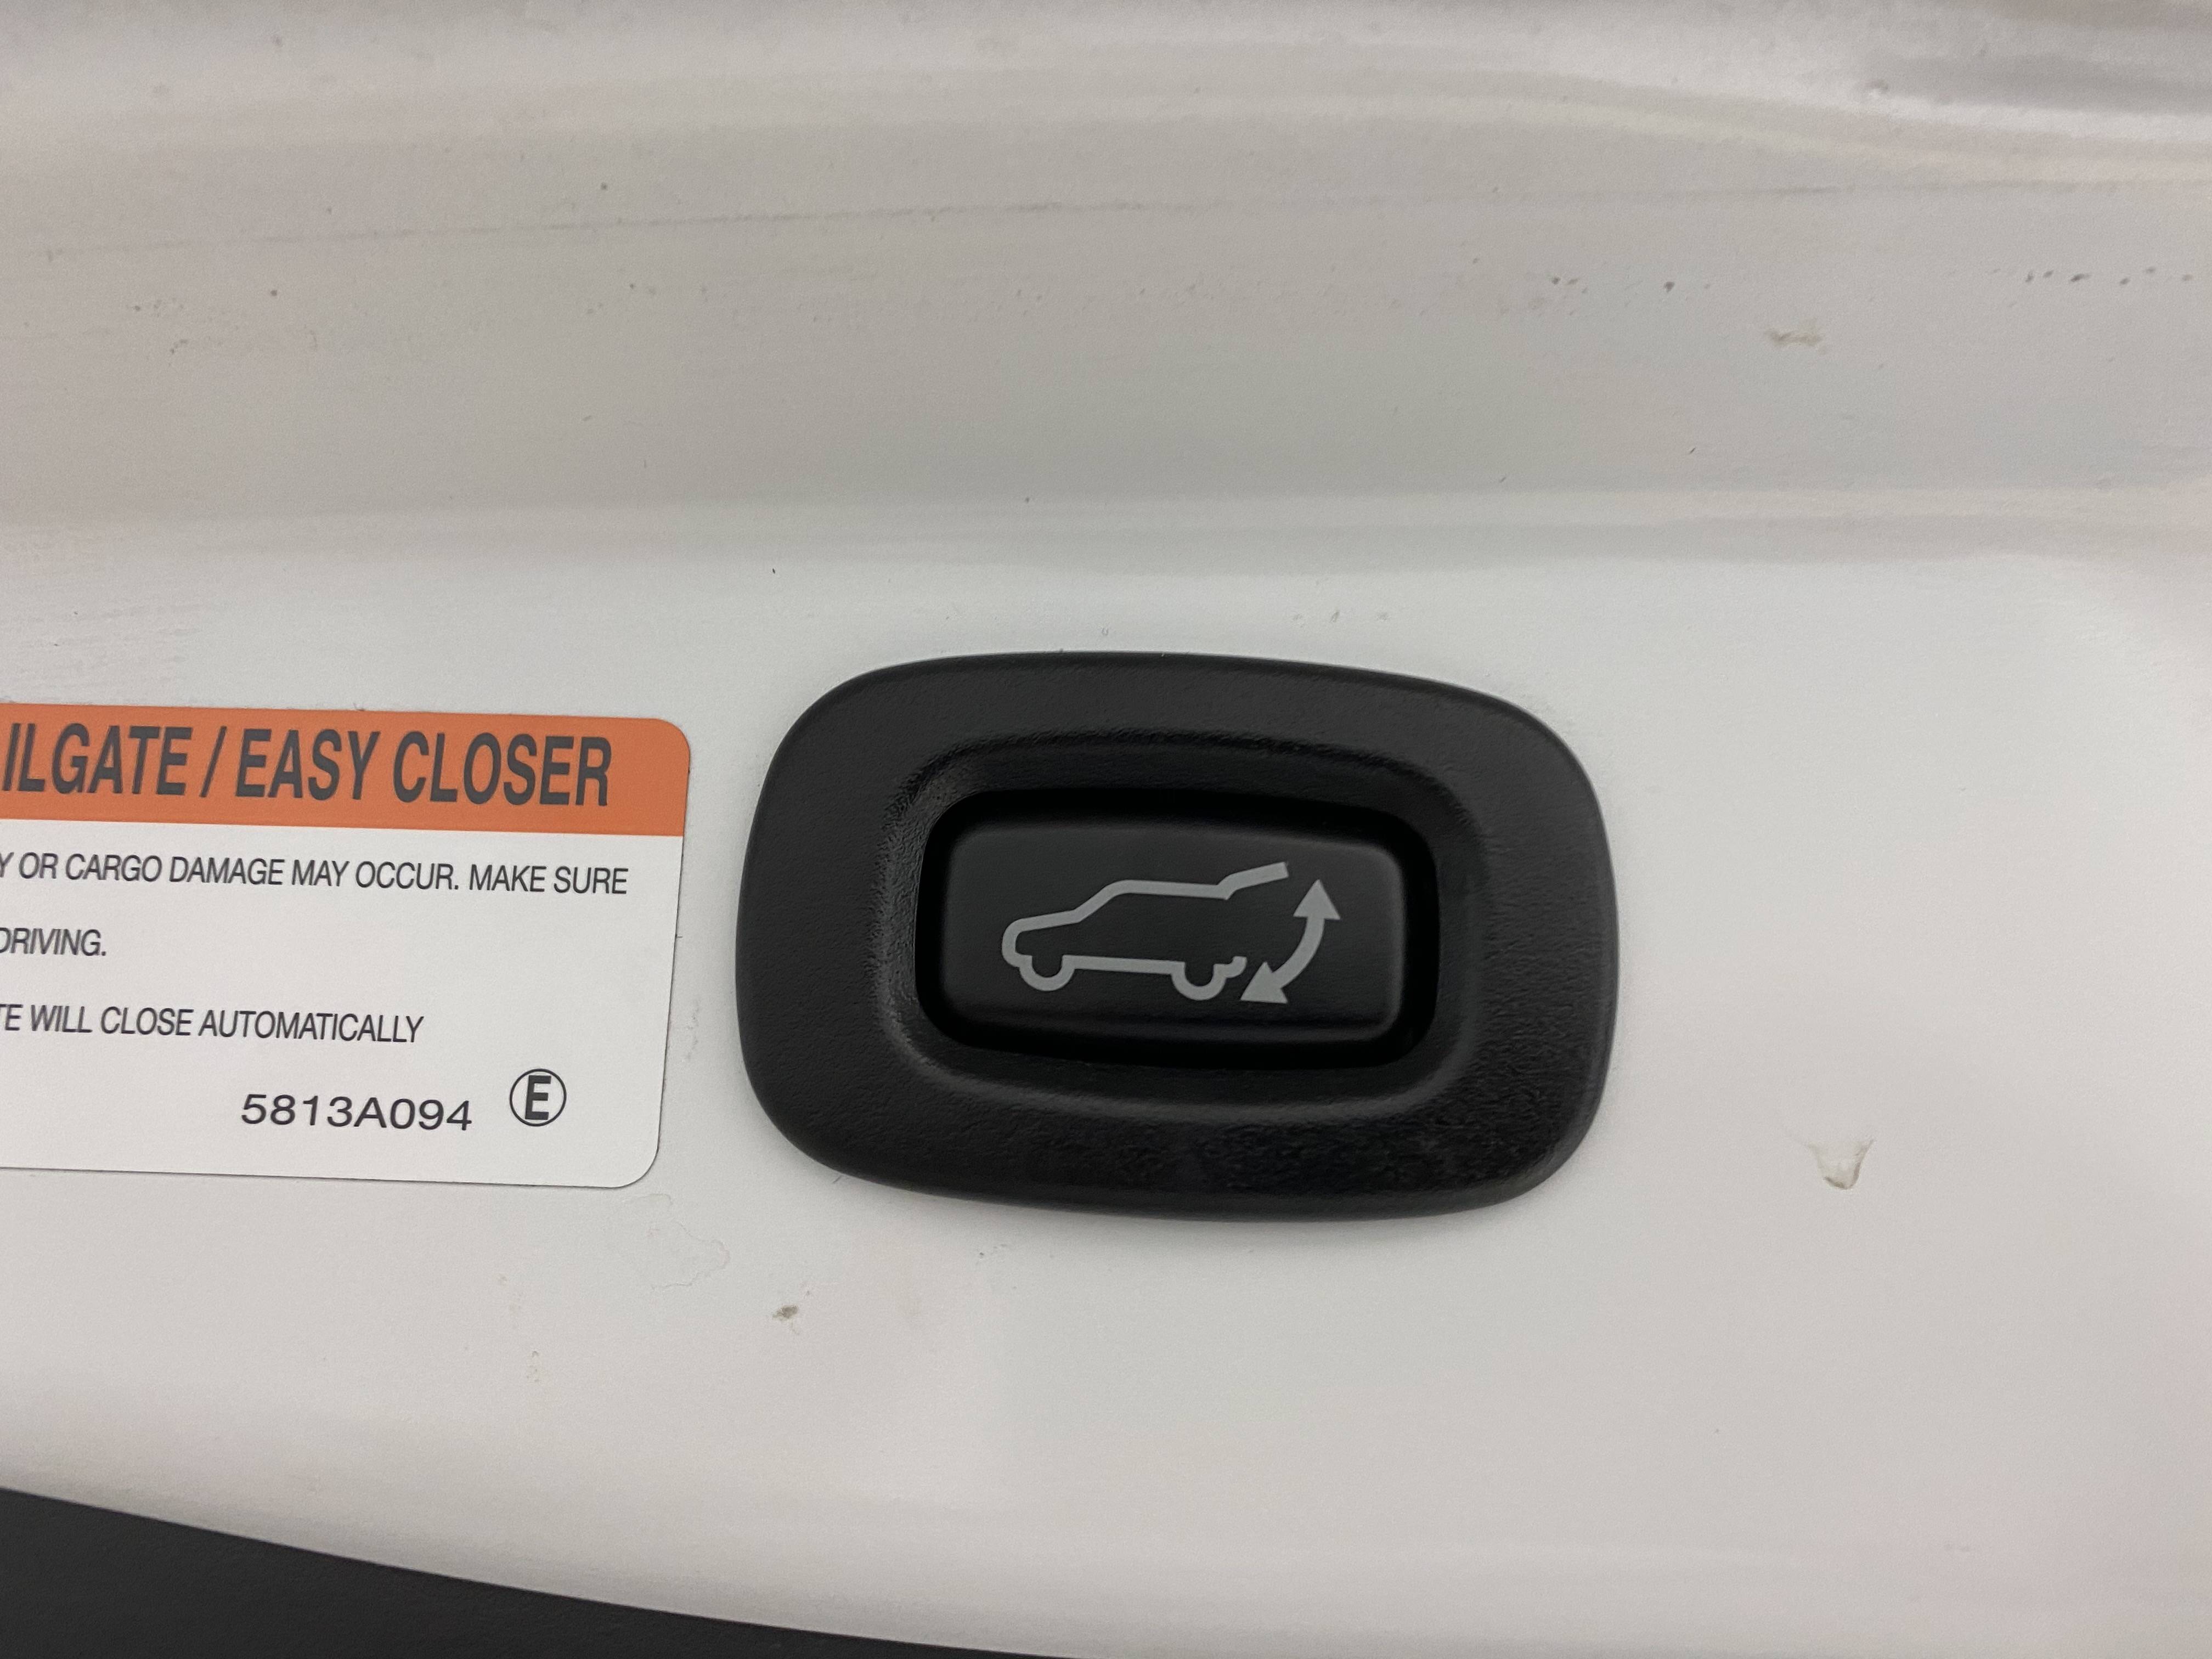 ILGATE / EASY CLOSER
Y OR CARGO DAMAGE MAY OCCUR. MAKE SURE
DRIVING.
TE WILL CLOSE AUTOMATICALLY
5813A094 Ⓔ